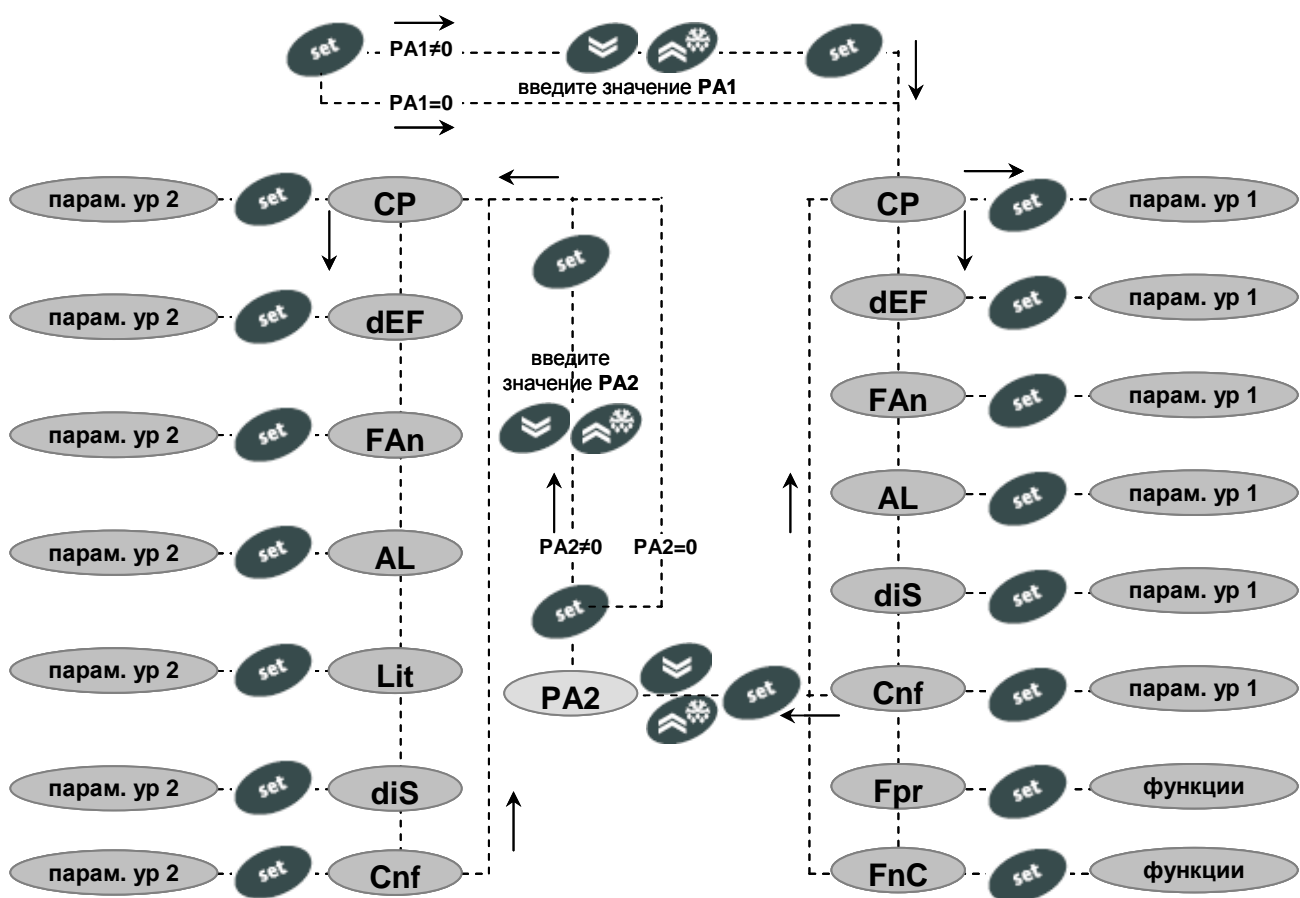 set PA1≠0 set
введите значение PA1
PA1=0
парам. ур 2 set CP CP set парам. ур 1
set
парам. ур 2 set dEF dEF set парам. ур 1
введите
значение PA2
парам. ур 2 set FAn FAn set парам. ур 1
парам. ур 2 set AL AL set парам. ур 1
PA2≠0 PA2=0
set
diS set парам. ур 1
парам. ур 2 set Lit
PA2 set Cnf set парам. ур 1
парам. ур 2 set diS Fpr set функции
парам. ур 2 set Cnf FnC set функции